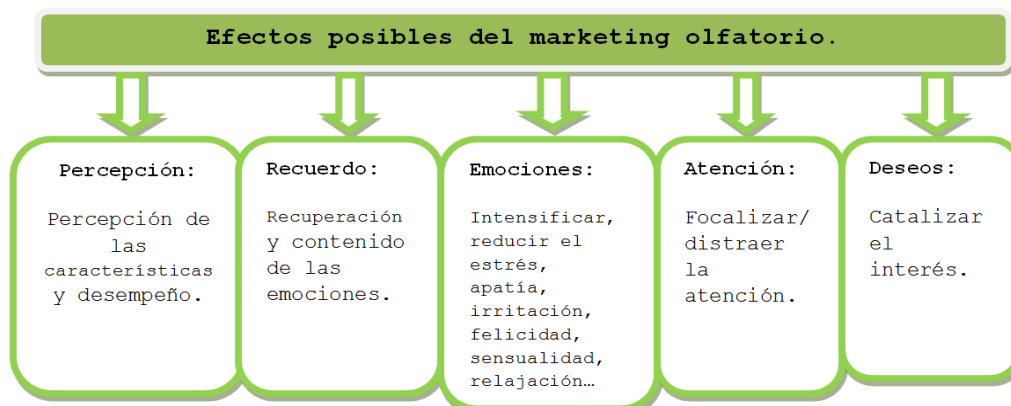 Efectos posibles del marketing olfatorio.
Percepción:
Percepción de
las
características
y desempeño.
Recuerdo:
Recuperación
y contenido
de las
emociones.
Emociones:
Intensificar,
reducir el
estrés,
apatía,
irritación,
felicidad,
sensualidad,
relajación…
Atención:
Focalizar/
distraer
la
atención.
Deseos:
Catalizar
el
interés.